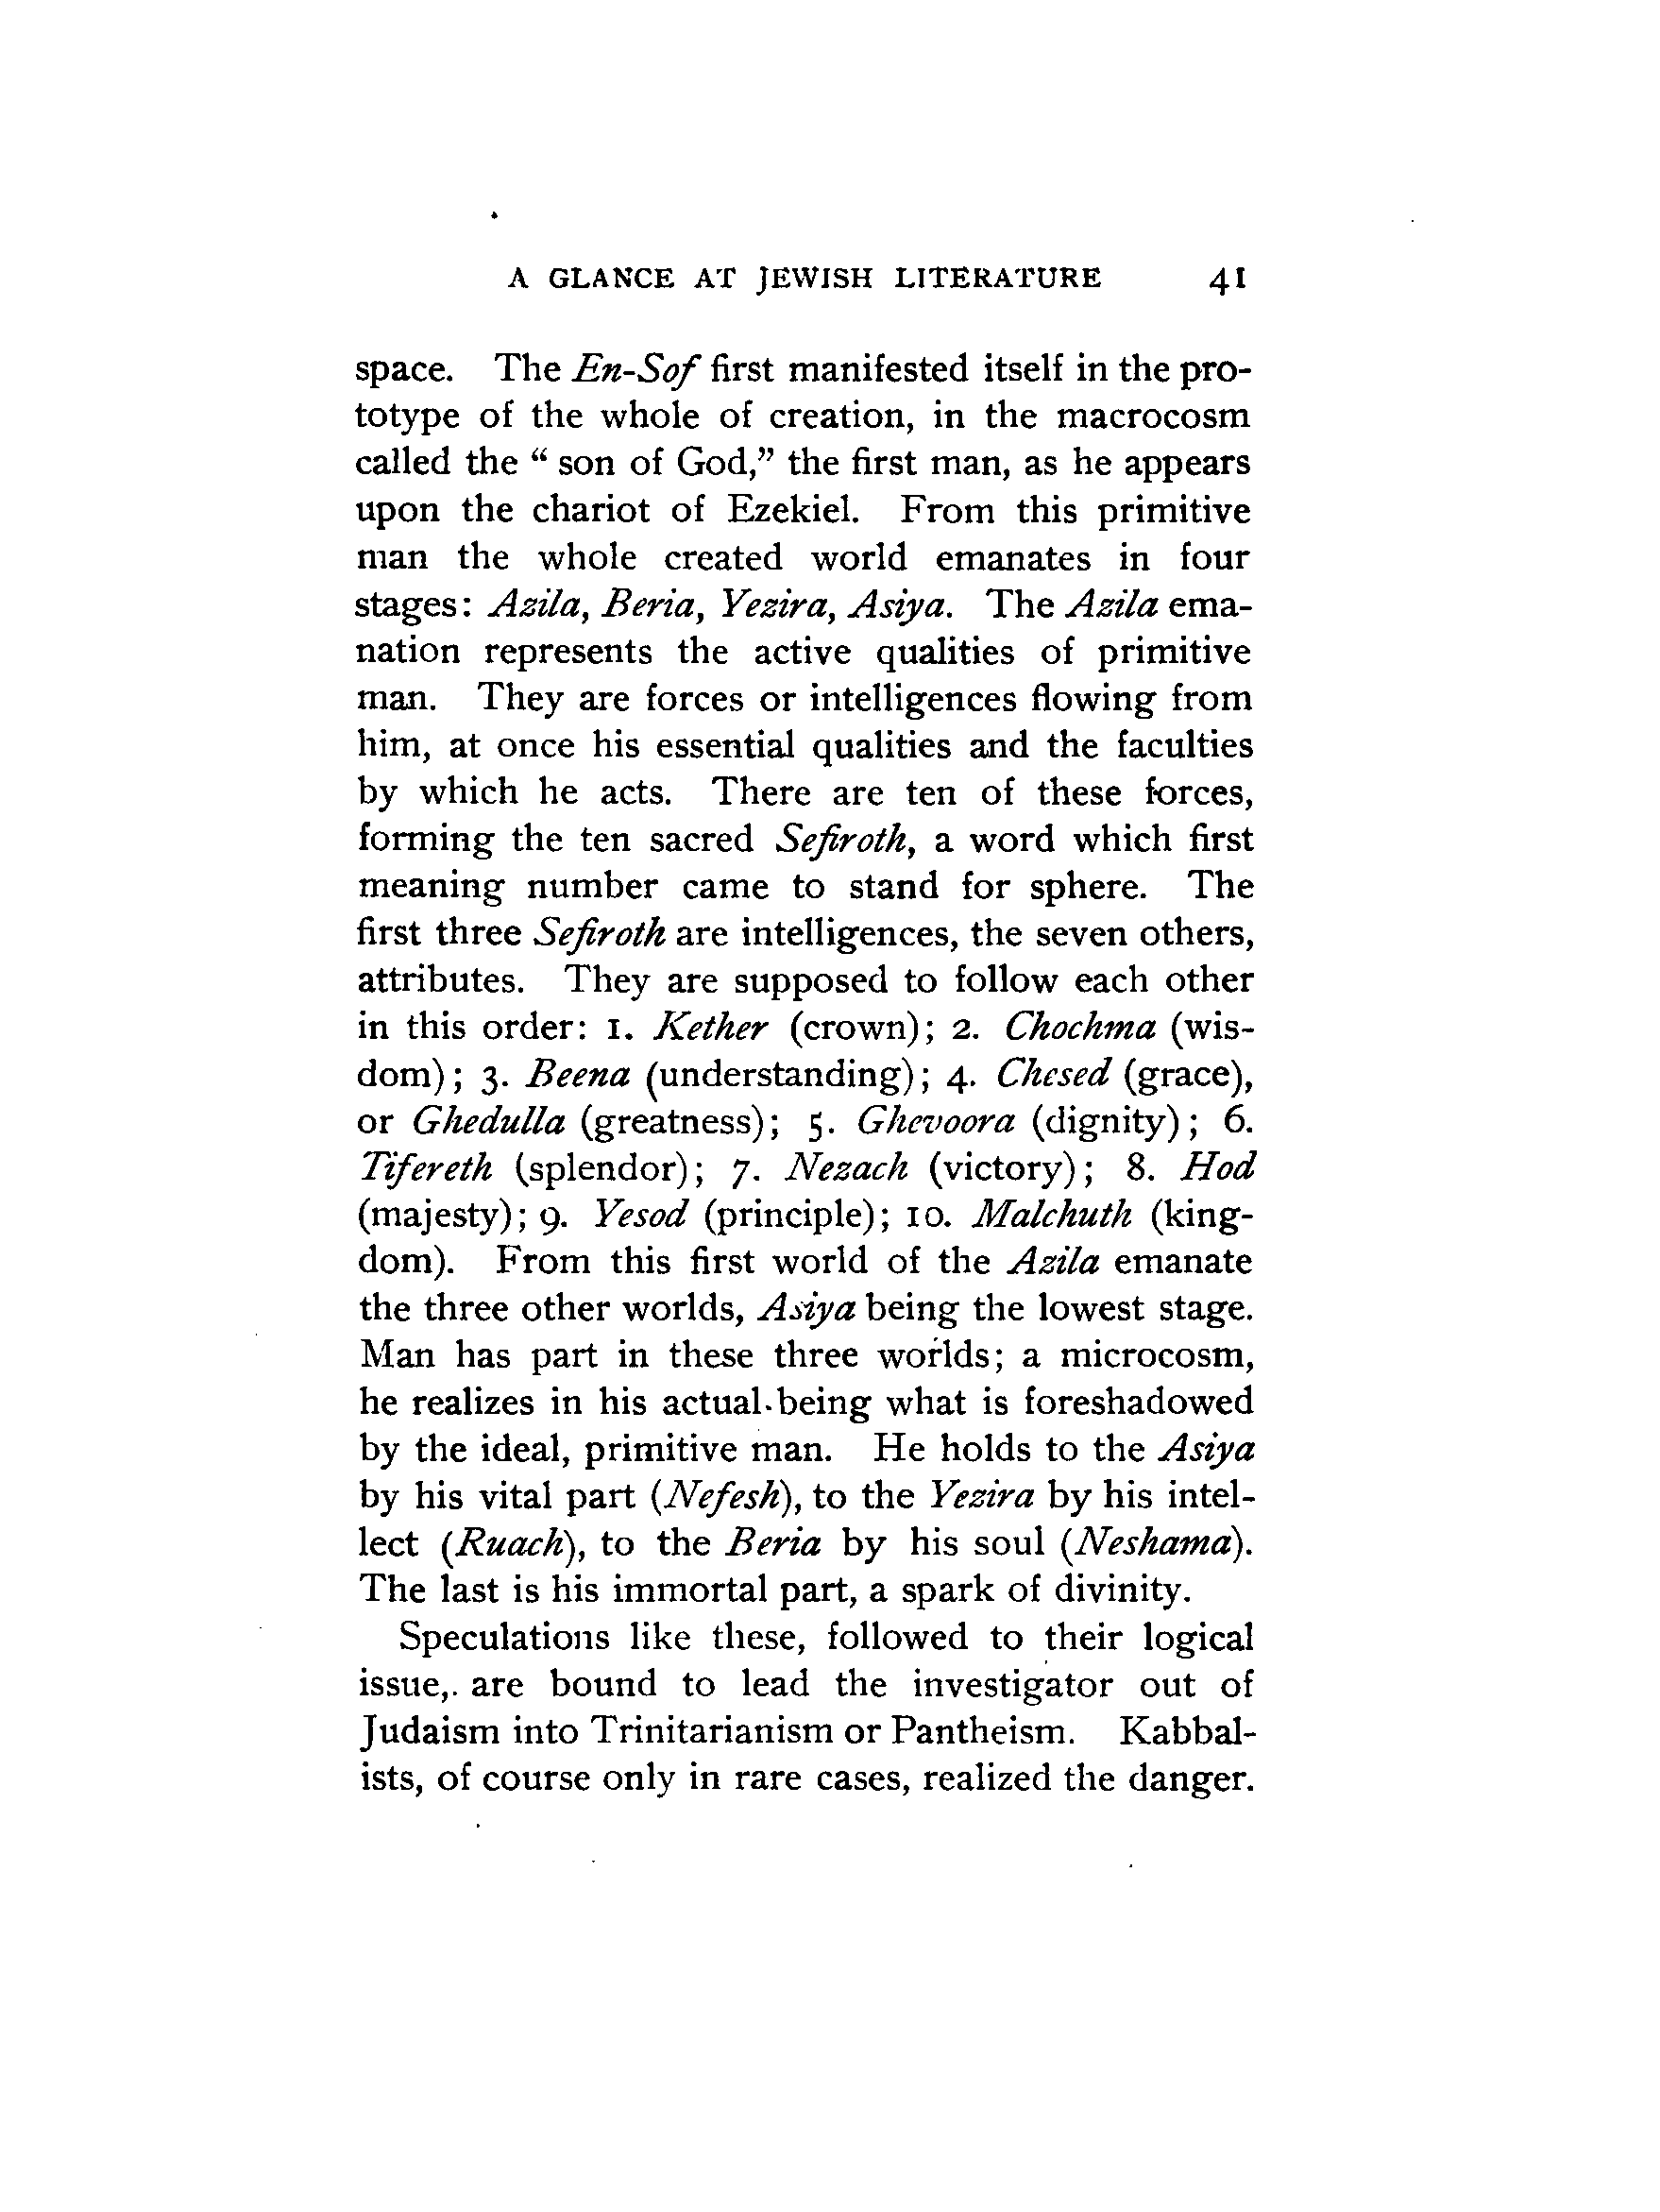 A GLANCE AT JEWISH LITERATURE 41
space. The En-Sof first manifested itself in the pro-
totype of the whole of creation, in the macrocosm
called the “ son of God,” the first man, as he appears
upon the chariot of Ezekiel. From this primitive
man the whole created world emanates in four
stages: Azila, Beria, Yezira, Asiya. The Azila ema-
nation represents the active qualities of primitive
man. They are forces or intelligences flowing from
him, at once his essential qualities and the faculties
by which he acts. There are ten of these forces,
forming the ten sacred Sefiroth, a word which first
meaning number came to stand for sphere. The
first three Sefiroth are intelligences, the seven others,
attributes. They are supposed to follow each other
in this order: 1. Kether (crown); 2. Chochma (wis-
dom); 3. Beena (understanding); 4. Chesed (grace),
or Ghedulla (greatness); 5. Ghevoora (dignity); 6.
Tifereth (splendor); 7. Nezach (victory); 8. Hod
(majesty); 9. Yesod (principle); 10. Malchuth (king-
dom). From this first world of the Azila emanate
the three other worlds, Asiya being the lowest stage.
Man has part in these three worlds; a microcosm,
he realizes in his actual being what is foreshadowed
by the ideal, primitive man. He holds to the Asiya
by his vital part (Nefesh), to the Yezira by his intel-
lect (Ruach), to the Beria by his soul (Neshama).
The last is his immortal part, a spark of divinity.
Speculations like these, followed to their logical
issue, are bound to lead the investigator out of
Judaism into Trinitarianism or Pantheism. Kabbal-
ists, of course only in rare cases, realized the danger.